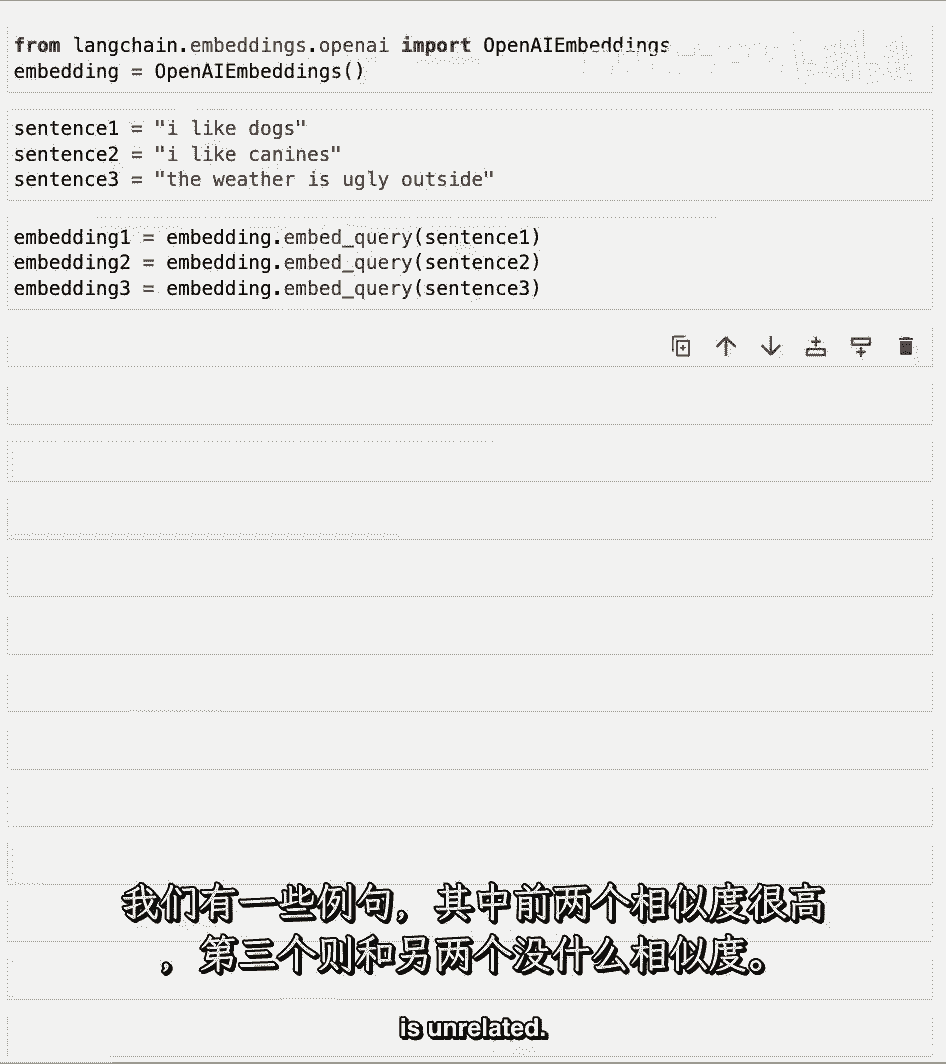 from langchain.embeddings.openai import OpenAIEmbeddings
embedding = OpenAIEmbeddings()
sentence1 = "i like dogs"
sentence2 = "i like canines"
sentence3 = "the weather is ugly outside"
embedding1 = embedding.embed_query(sentence1)
embedding2 = embedding.embed_query(sentence2)
embedding3 = embedding.embed_query(sentence3)
我们有一些例句，其中前两个相似度很高
，第三个则和另两个没什么相似度。
is unrelated.